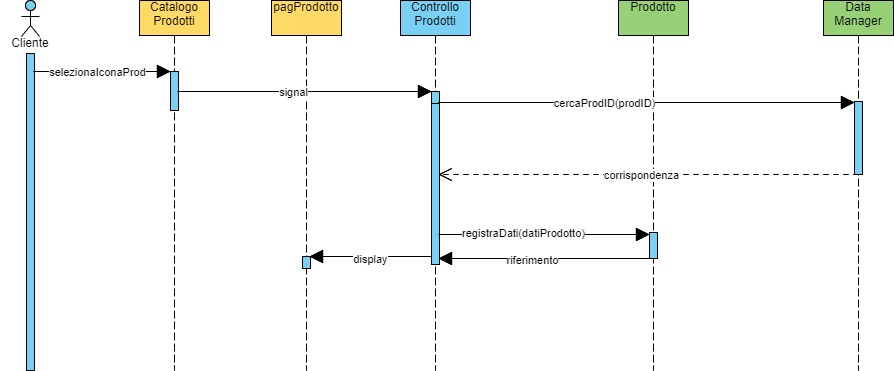 Cliente
Catalogo
Prodotti
pagProdotto
Controllo
Prodotti
Prodotto
Data
Manager
selezionaIconaProd
signal
cercaProdID(prodID)
corrispondenza
registraDati(datiProdotto)
display
riferimento